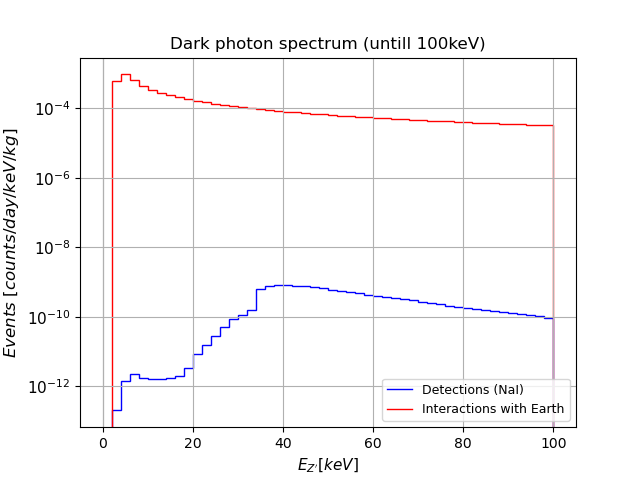 Dark photon spectrum (untill 100keV)
Events [counts/day/keV/kg]
10⁻⁴
10⁻⁶
10⁻⁸
10⁻¹⁰
10⁻¹²
Detections (NaI)
Interactions with Earth
0 20 40 60 80 100
E_{Z'}[keV]